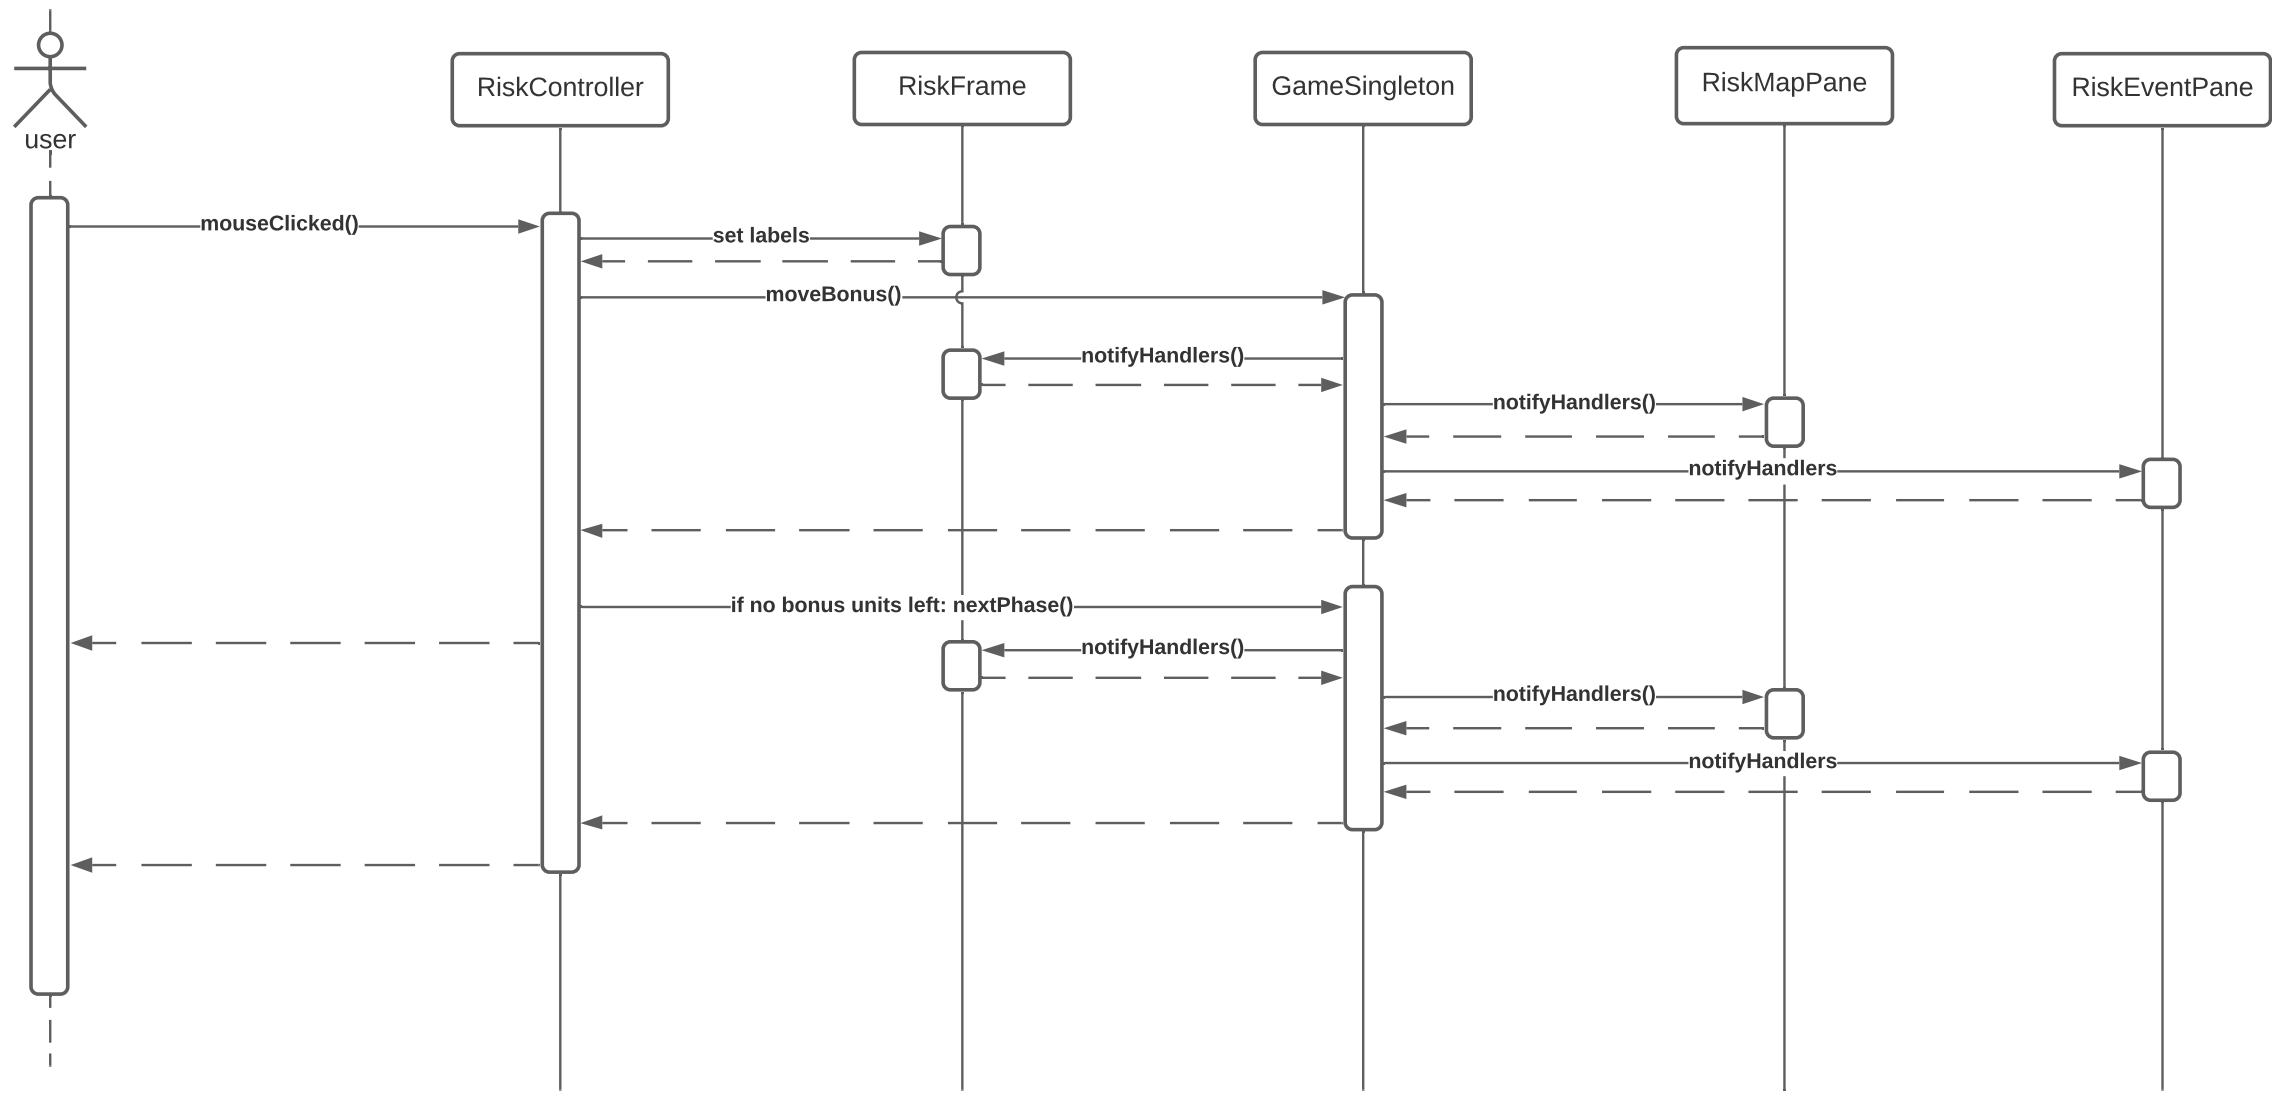 user
RiskController
RiskFrame
GameSingleton
RiskMapPane
RiskEventPane
mouseClicked()
set labels
moveBonus()
notifyHandlers()
notifyHandlers()
notifyHandlers
if no bonus units left: nextPhase()
notifyHandlers()
notifyHandlers()
notifyHandlers